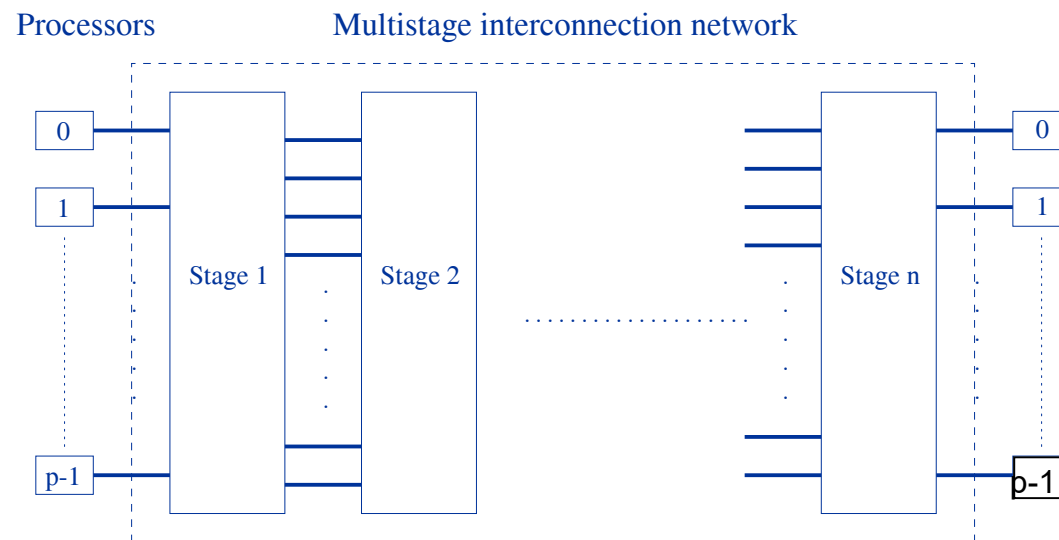 Processors
Multistage interconnection network
0
1
p-1
Stage 1
Stage 2
Stage n
0
1
p-1